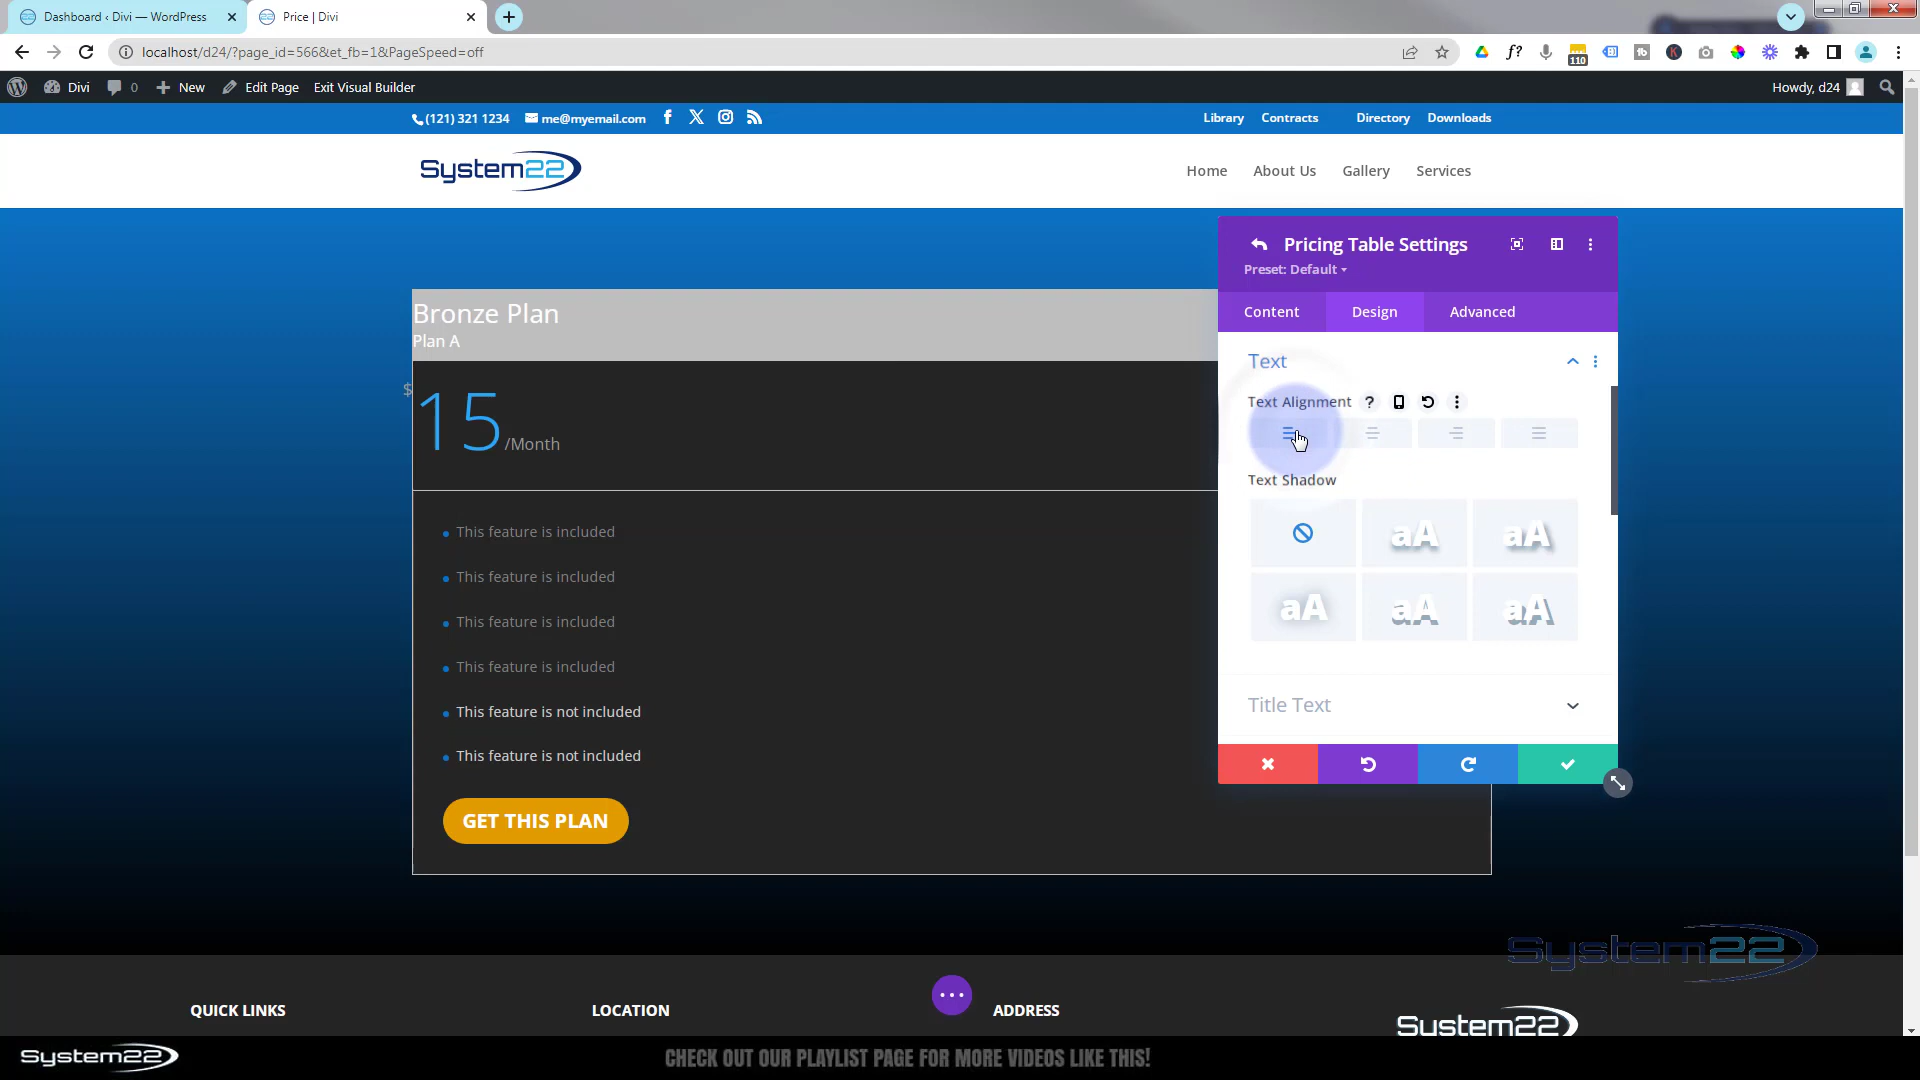 Dashboard ‹ Divi — WordPress
Price | Divi
localhost/d24/?page_id=566&et_fb=1&PageSpeed=off
f?
110
Divi
0
New
Edit Page
Exit Visual Builder
Howdy, d24
(121) 321 1234
me@myemail.com
Library
Contracts
Directory
Downloads
System22
Home
About Us
Gallery
Services
Bronze Plan
Plan A
$
15
/Month
This feature is included
This feature is included
This feature is included
This feature is included
This feature is not included
This feature is not included
GET THIS PLAN
Pricing Table Settings
Preset: Default
Content
Design
Advanced
Text
Text Alignment
?
Text Shadow
aA
aA
aA
aA
aA
Title Text
System22
QUICK LINKS
LOCATION
ADDRESS
System22
System22
CHECK OUT OUR PLAYLIST PAGE FOR MORE VIDEOS LIKE THIS!